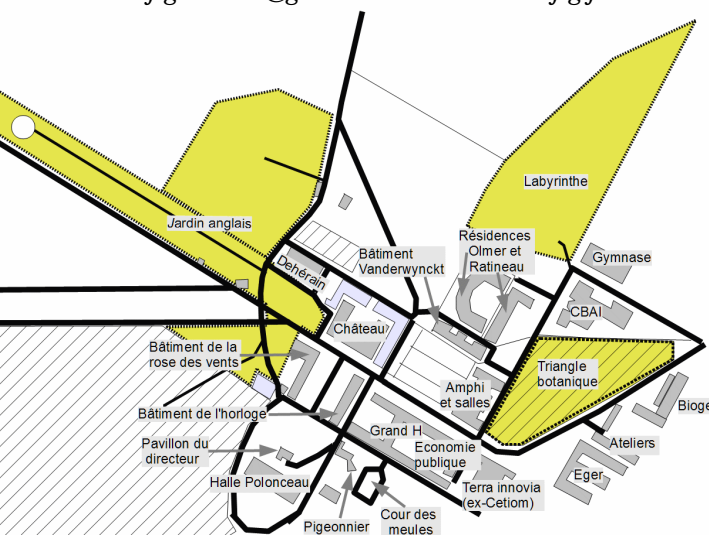 Labyrinthe
Jardin anglais
Résidences
Olmer et
Ratineau
Bâtiment
Vanderwynckt
Gymnase
Dehérain
CBAI
Château
Bâtiment de la
rose des vents
Triangle
botanique
Amphi
et salles
Bioge
Bâtiment de l'horloge
Grand H
Pavillon du
directeur
Economie
publique
Ateliers
Halle Polonceau
Eger
Terra innovia
(ex-Cetiom)
Cour des
meules
Pigeonnier